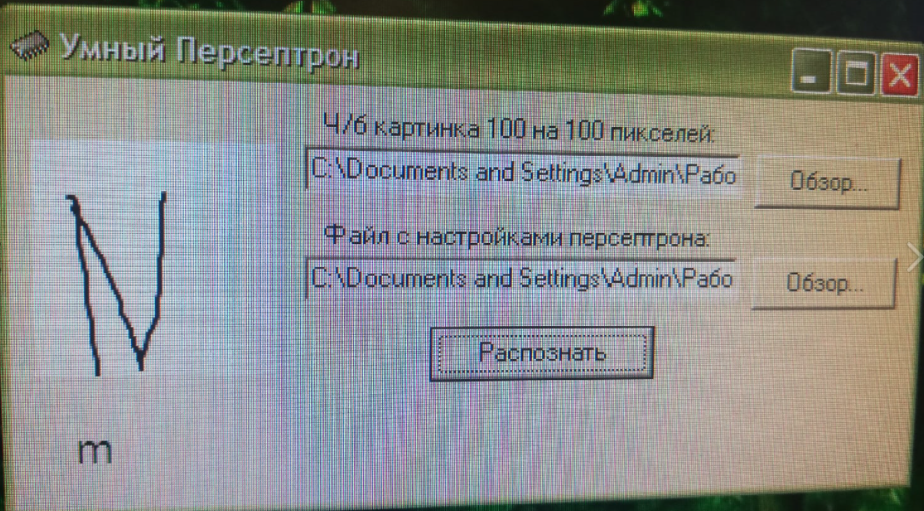 Умный Персептрон
Ч/б картинка 100 на 100 пикселей:
C:\Documents and Settings\Admin\Рабо
Обзор...
Файл с настройками персептрона:
C:\Documents and Settings\Admin\Рабо
Обзор...
Распознать
N
m